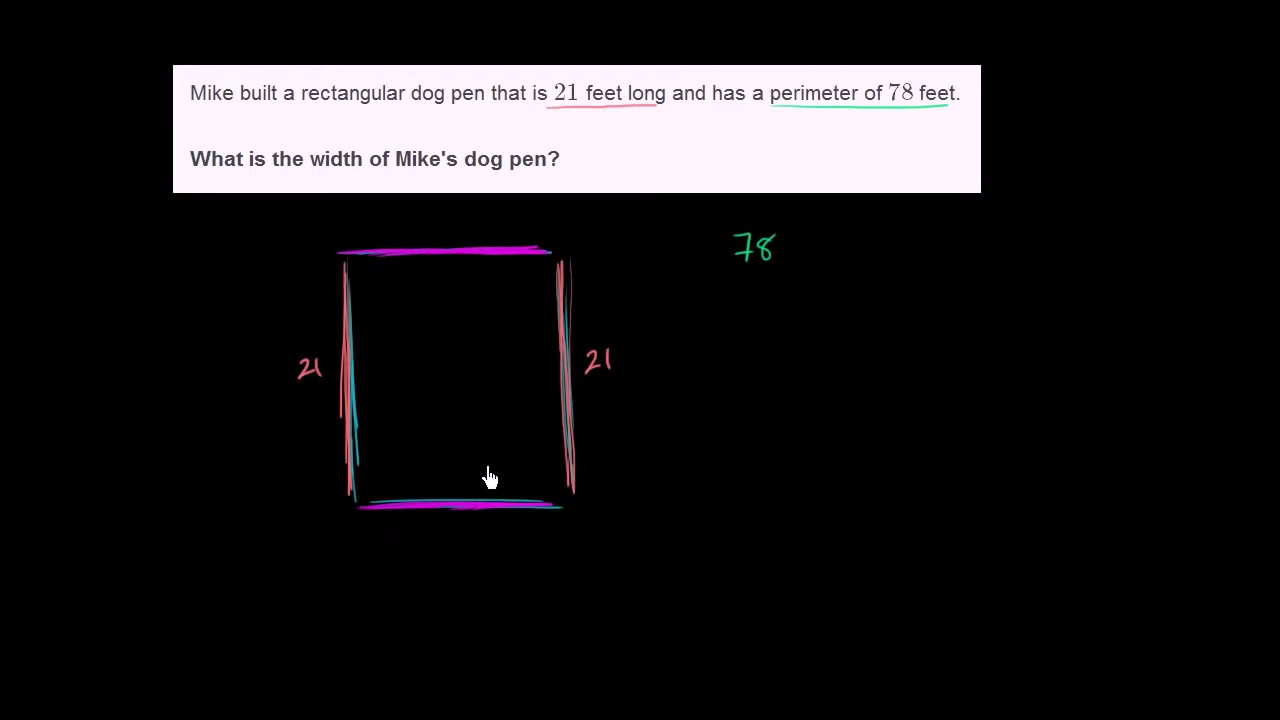 Mike built a rectangular dog pen that is 21 feet long and has a perimeter of 78 feet.
What is the width of Mike's dog pen?
78
21
21